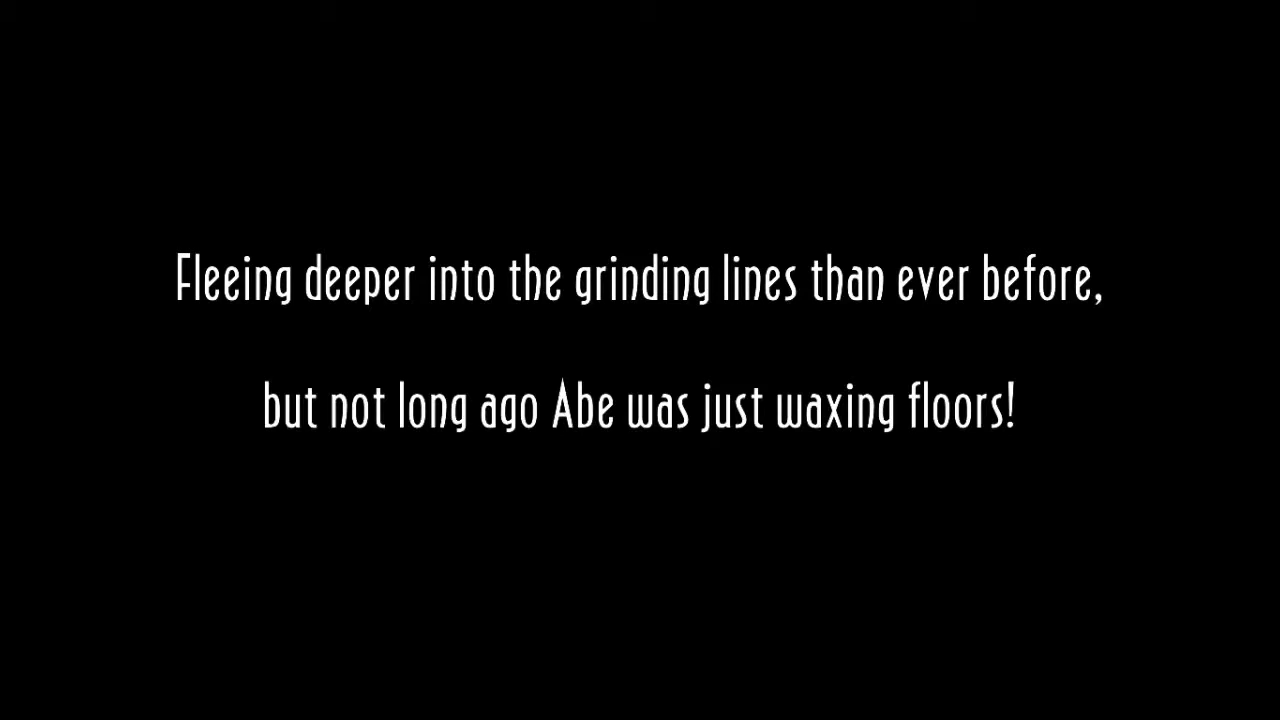 Fleeing deeper into the grinding lines than ever before,
but not long ago Abe was just waxing floors!